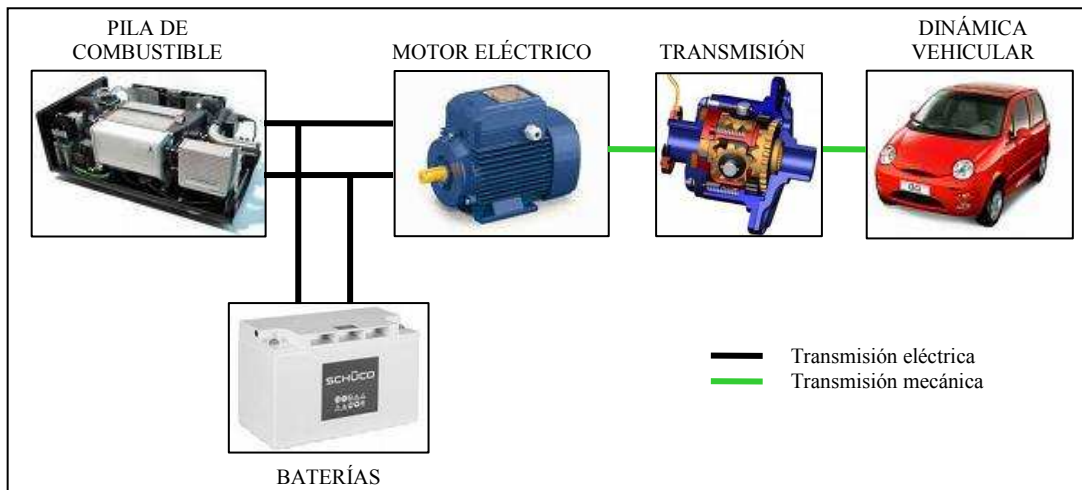 PILA DE
COMBUSTIBLE
MOTOR ELÉCTRICO
TRANSMISIÓN
DINÁMICA
VEHICULAR
SCHÜCO
BATERÍAS
Transmisión eléctrica
Transmisión mecánica